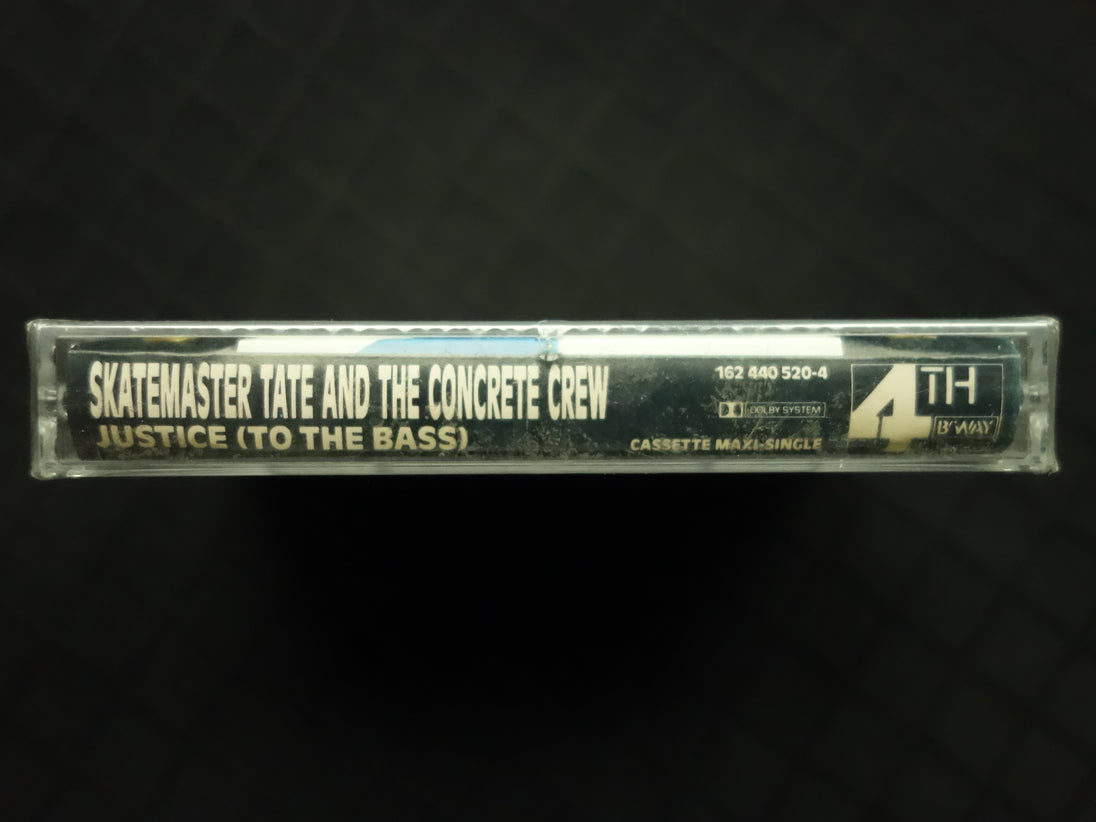 SKATEMASTER TATE AND THE CONCRETE CREW
JUSTICE (TO THE BASS)
162 440 520-4
DOLBY SYSTEM
CASSETTE MAXI-SINGLE
4TH
B'WAY